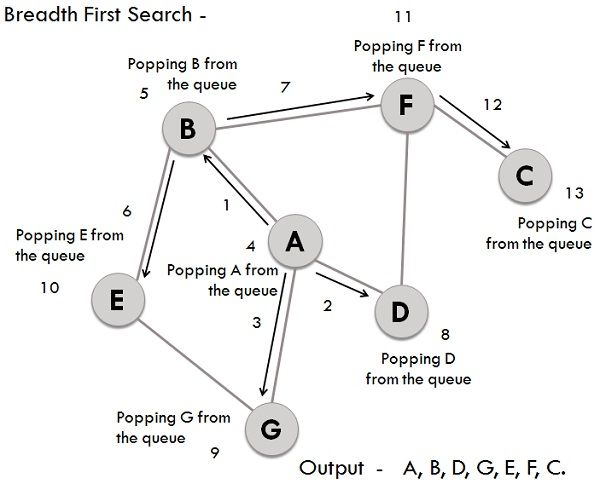 Breadth First Search -
11
Popping F from
the queue
Popping B from
the queue
5
7
F
12
B
C
13
Popping C
from the queue
6
1
4
A
Popping E from
the queue
10
Popping A from
the queue
E
3
2
D
8
Popping D
from the queue
Popping G from
the queue
9
G
Output - A, B, D, G, E, F, C.